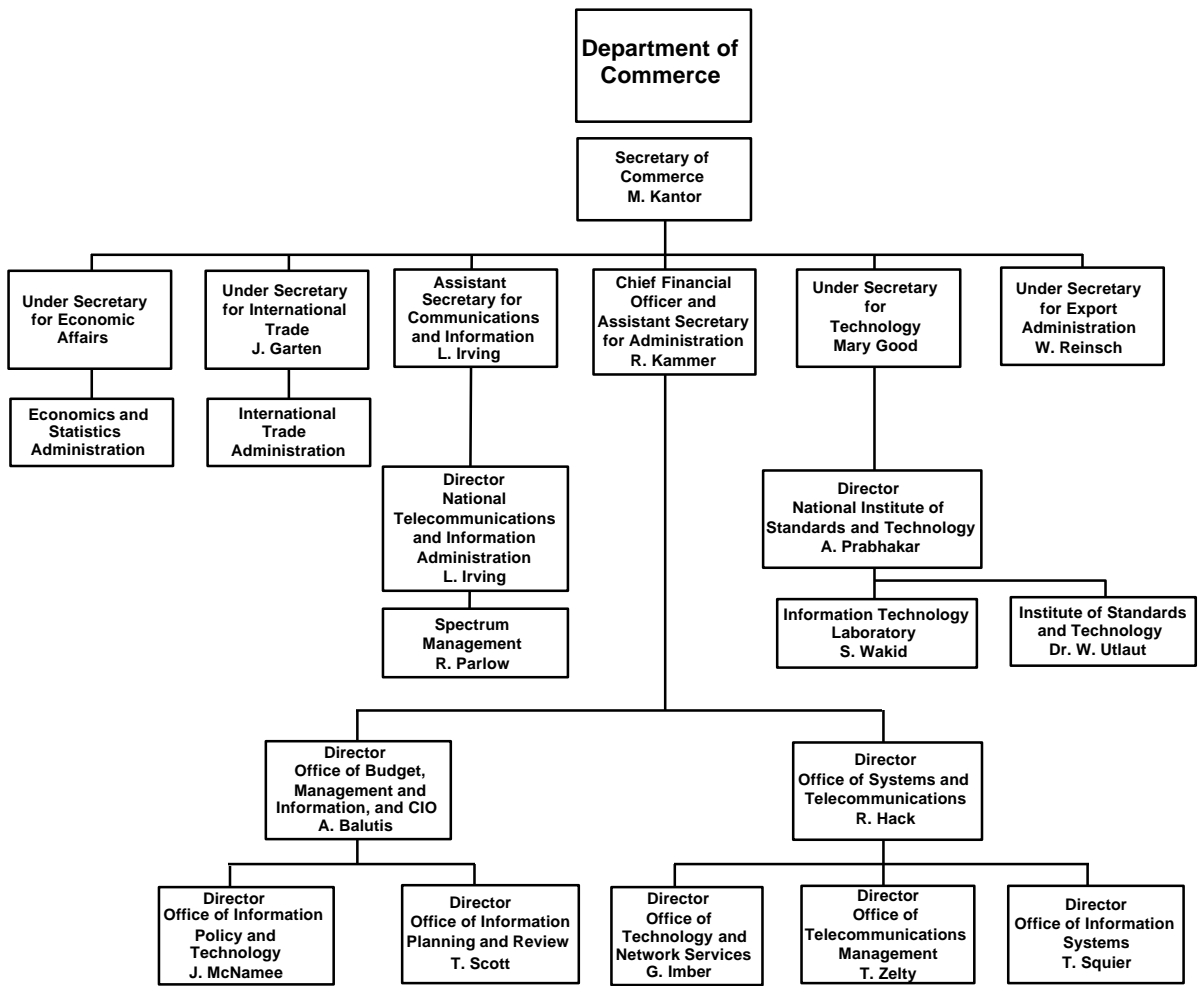 Department of
Commerce
Secretary of
Commerce
M. Kantor
Under Secretary
for Economic
Affairs
Under Secretary
for International
Trade
J. Garten
Assistant
Secretary for
Communications
and Information
L. Irving
Chief Financial
Officer and
Assistant Secretary
for Administration
R. Kammer
Under Secretary
for
Technology
Mary Good
Under Secretary
for Export
Administration
W. Reinsch
Economics and
Statistics
Administration
International
Trade
Administration
Director
National
Telecommunications
and Information
Administration
L. Irving
Director
National Institute of
Standards and Technology
A. Prabhakar
Spectrum
Management
R. Parlow
Information Technology
Laboratory
S. Wakid
Institute of Standards
and Technology
Dr. W. Utlaut
Director
Office of Budget,
Management and
Information, and CIO
A. Balutis
Director
Office of Systems and
Telecommunications
R. Hack
Director
Office of Information
Policy and
Technology
J. McNamee
Director
Office of Information
Planning and Review
T. Scott
Director
Office of
Technology and
Network Services
G. Imber
Director
Office of
Telecommunications
Management
T. Zelty
Director
Office of Information
Systems
T. Squier